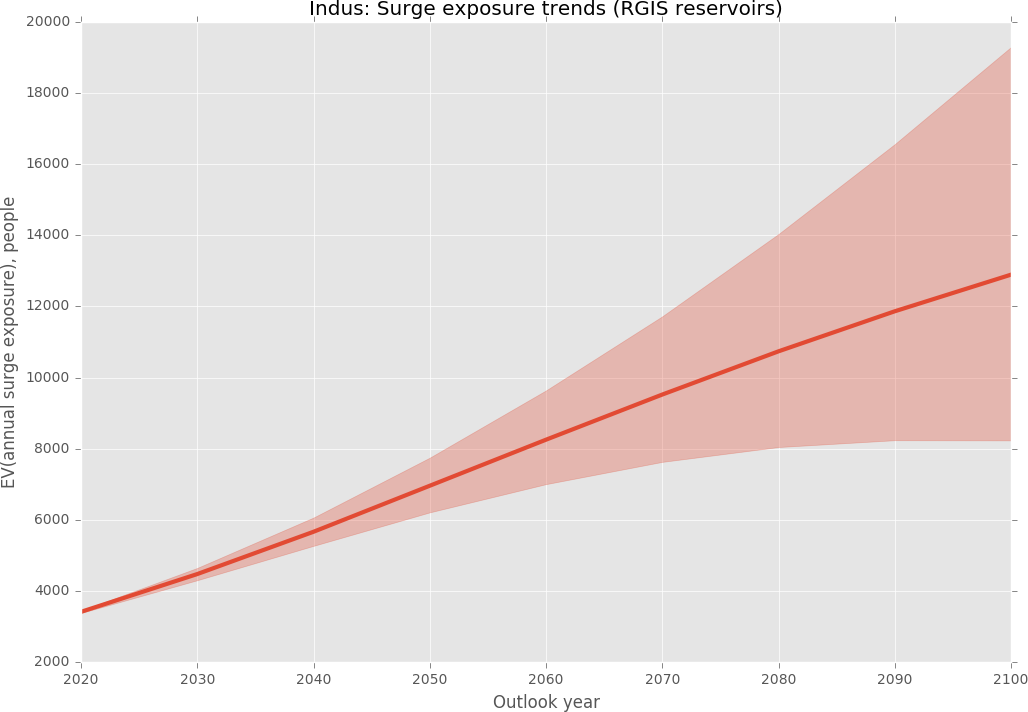 Indus: Surge exposure trends (RGIS reservoirs)
20000
18000
16000
14000
12000
10000
8000
6000
4000
2000
EV(annual surge exposure), people
2020 2030 2040 2050 2060 2070 2080 2090 2100
Outlook year